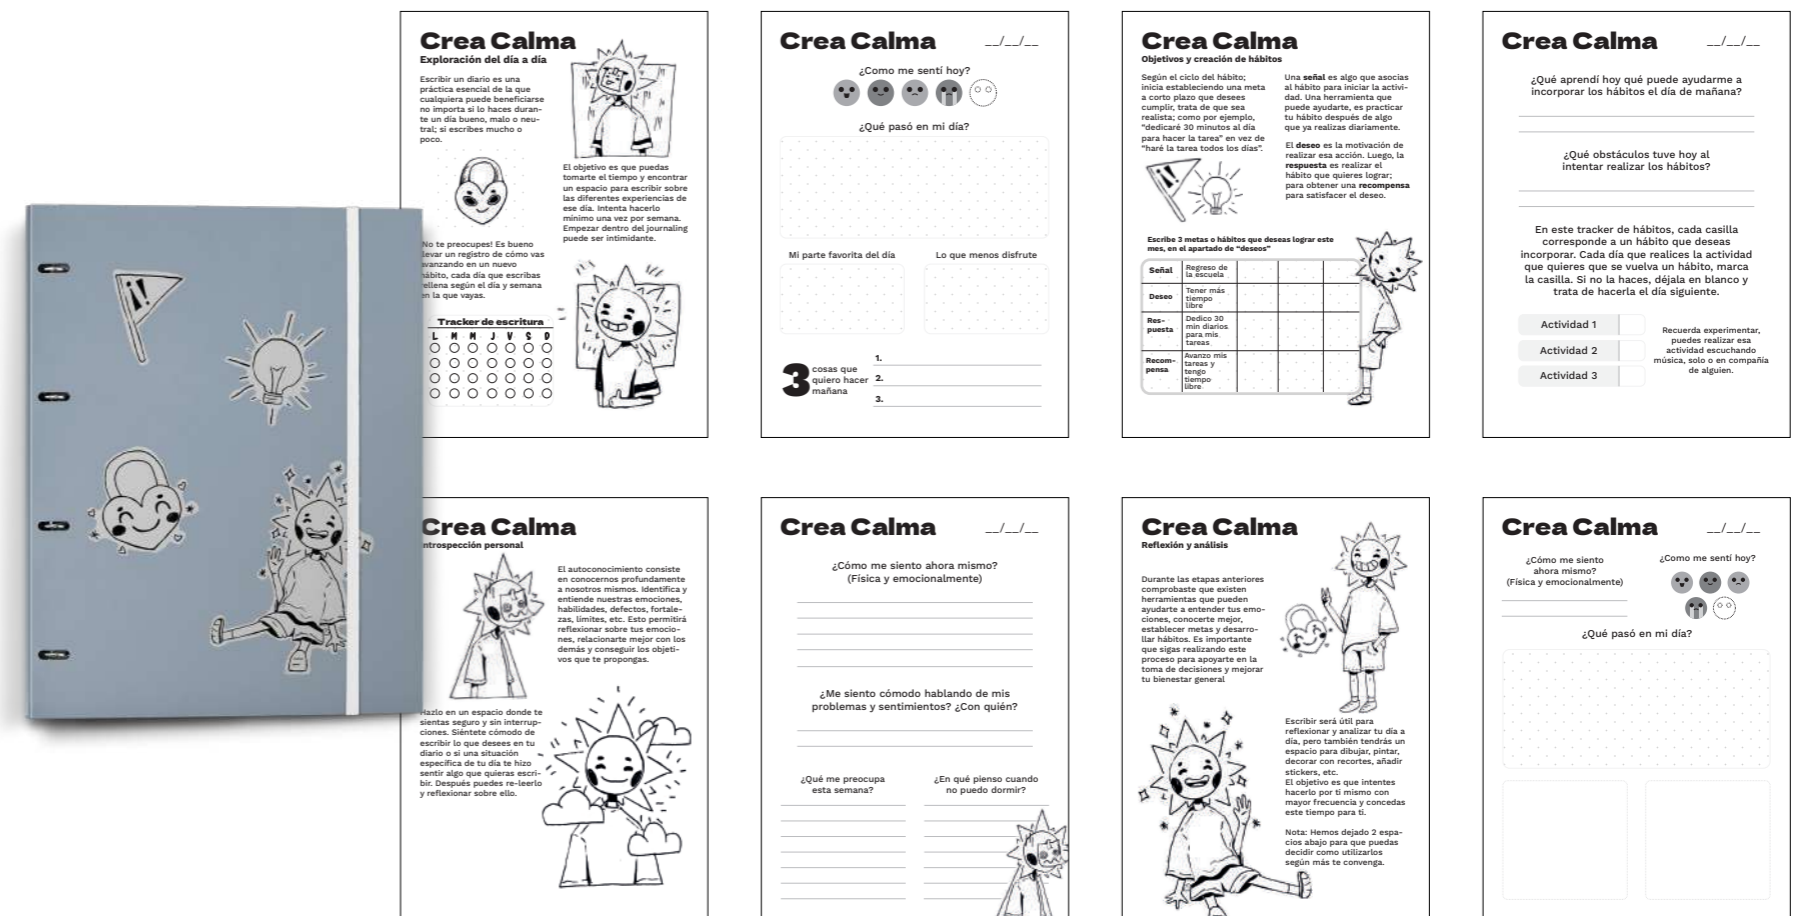 Crea Calma
Exploración del día a día
Escribir un diario es una
práctica esencial de la que
cualquiera puede beneficiarse
no importa si lo haces duran-
te un día bueno, malo o neu-
tral; si escribes mucho o
poco.
El objetivo es que puedas
tomarte el tiempo y encontrar
un espacio para escribir sobre
las diferentes experiencias de
ese día. Intenta hacerlo
mínimo una vez por semana.
Empezar dentro del journaling
puede ser intimidante.
¡No te preocupes! Es bueno
llevar un registro de cómo vas
avanzando en un nuevo
hábito, cada día que escribas
rellena según el día y semana
en la que vayas.
Tracker de escritura
L M M J V S D
Crea Calma
__/__/__
¿Como me sentí hoy?
¿Qué pasó en mi día?
Mi parte favorita del día
Lo que menos disfrute
3 cosas que
quiero hacer
mañana
1.
2.
3.
Crea Calma
Objetivos y creación de hábitos
Según el ciclo del hábito;
inicia estableciendo una meta
a corto plazo que desees
cumplir, trata de que sea
realista; como por ejemplo,
“dedicaré 30 minutos al día
para hacer la tarea” en vez de
“haré la tarea todos los días”.
Una señal es algo que asocias
al hábito para iniciar la activi-
dad. Una herramienta que
puede ayudarte, es practicar
tu hábito después de algo
que ya realizas diariamente.
El deseo es la motivación de
realizar esa acción. Luego, la
respuesta es realizar el
hábito que quieres lograr;
para obtener una recompensa
para satisfacer el deseo.
Escribe 3 metas o hábitos que deseas lograr este
mes, en el apartado de “deseos”
Señal
Regreso de
la escuela
Deseo
Tener más
tiempo
libre
Res-
puesta
Dedico 30
min diarios
para mis
tareas
Recom-
pensa
Avanzo mis
tareas y
tengo
tiempo
libre
Crea Calma
__/__/__
¿Qué aprendí hoy qué puede ayudarme a
incorporar los hábitos el día de mañana?
¿Qué obstáculos tuve hoy al
intentar realizar los hábitos?
En este tracker de hábitos, cada casilla
corresponde a un hábito que deseas
incorporar. Cada día que realices la actividad
que quieres que se vuelva un hábito, marca
la casilla. Si no la haces, déjala en blanco y
trata de hacerla el día siguiente.
Actividad 1
Actividad 2
Actividad 3
Recuerda experimentar,
puedes realizar esa
actividad escuchando
música, solo o en compañía
de alguien.
Crea Calma
Introspección personal
El autoconocimiento consiste
en conocernos profundamente
a nosotros mismos. Identifica y
entiende nuestras emociones,
habilidades, defectos, fortale-
zas, límites, etc. Esto permitirá
reflexionar sobre tus emocio-
nes, relacionarte mejor con los
demás y conseguir los objeti-
vos que te propongas.
Hazlo en un espacio donde te
sientas seguro y sin interrup-
ciones. Siéntete cómodo de
escribir lo que desees en tu
diario o si una situación
específica de tu día te hizo
sentir algo que quieras escri-
bir. Después puedes re-leerlo
y reflexionar sobre ello.
Crea Calma
__/__/__
¿Cómo me siento ahora mismo?
(Física y emocionalmente)
¿Me siento cómodo hablando de mis
problemas y sentimientos? ¿Con quién?
¿Qué me preocupa
esta semana?
¿En qué pienso cuando
no puedo dormir?
Crea Calma
Reflexión y análisis
Durante las etapas anteriores
comprobaste que existen
herramientas que pueden
ayudarte a entender tus emo-
ciones, conocerte mejor,
establecer metas y desarro-
llar hábitos. Es importante
que sigas realizando este
proceso para apoyarte en la
toma de decisiones y mejorar
tu bienestar general
Escribir será útil para
reflexionar y analizar tu día a
día, pero también tendrás un
espacio para dibujar, pintar,
decorar con recortes, añadir
stickers, etc.
El objetivo es que intentes
hacerlo por ti mismo con
mayor frecuencia y concedas
este tiempo para ti.
Nota: Hemos dejado 2 espa-
cios abajo para que puedas
decidir como utilizarlos
según más te convenga.
Crea Calma
__/__/__
¿Cómo me siento
ahora mismo?
(Física y emocionalmente)
¿Como me sentí hoy?
¿Qué pasó en mi día?